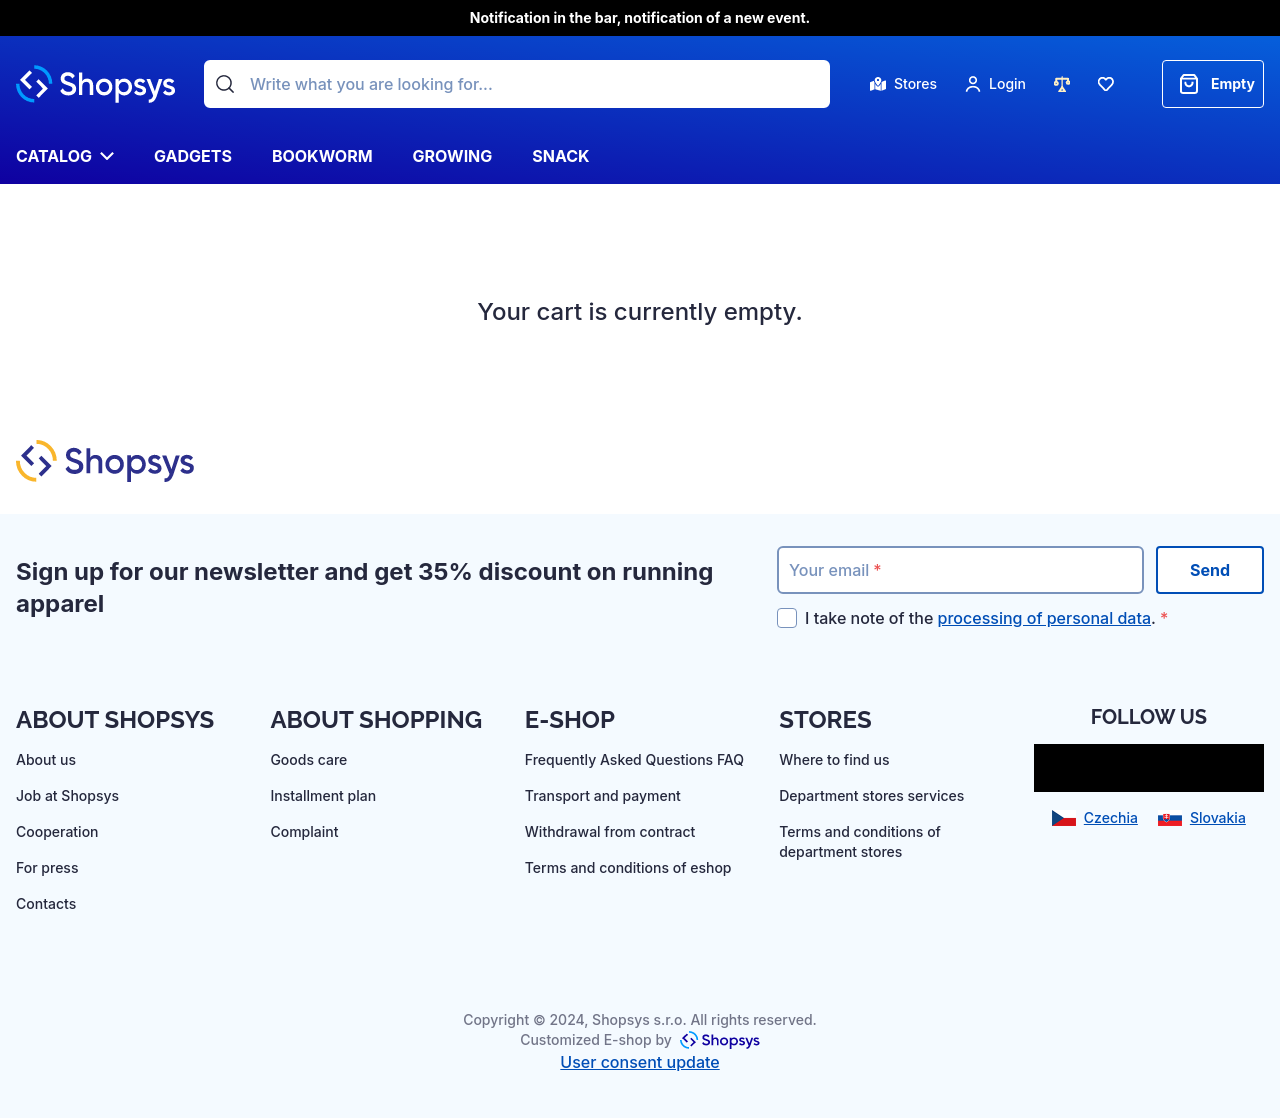 Notification in the bar, notification of a new event.
Shopsys
Write what you are looking for...
Stores
Login
Empty
CATALOG
GADGETS
BOOKWORM
GROWING
SNACK
Your cart is currently empty.
Shopsys
Sign up for our newsletter and get 35% discount on running
apparel
Your email *
Send
I take note of the processing of personal data. *
ABOUT SHOPSYS
About us
Job at Shopsys
Cooperation
For press
Contacts
ABOUT SHOPPING
Goods care
Installment plan
Complaint
E-SHOP
Frequently Asked Questions FAQ
Transport and payment
Withdrawal from contract
Terms and conditions of eshop
STORES
Where to find us
Department stores services
Terms and conditions of
department stores
FOLLOW US
Czechia
Slovakia
Copyright © 2024, Shopsys s.r.o. All rights reserved.
Customized E-shop by Shopsys
User consent update